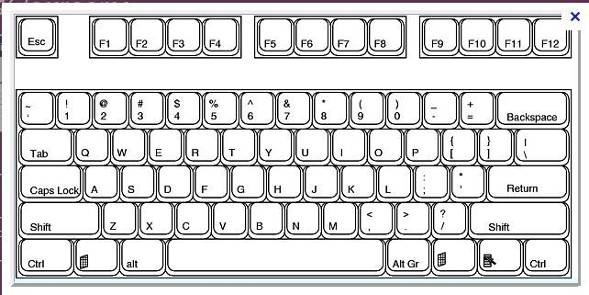 Esc F1 F2 F3 F4 F5 F6 F7 F8 F9 F10 F11 F12
~ ! @ # $ % ^ & * ( ) _ +
1 2 3 4 5 6 7 8 9 0 - = Backspace
{ } |
Tab Q W E R T Y U I O P [ ] \
: "
Caps Lock A S D F G H J K L ; ' Return
< > ?
Shift Z X C V B N M , . / Shift
Ctrl alt Alt Gr Ctrl